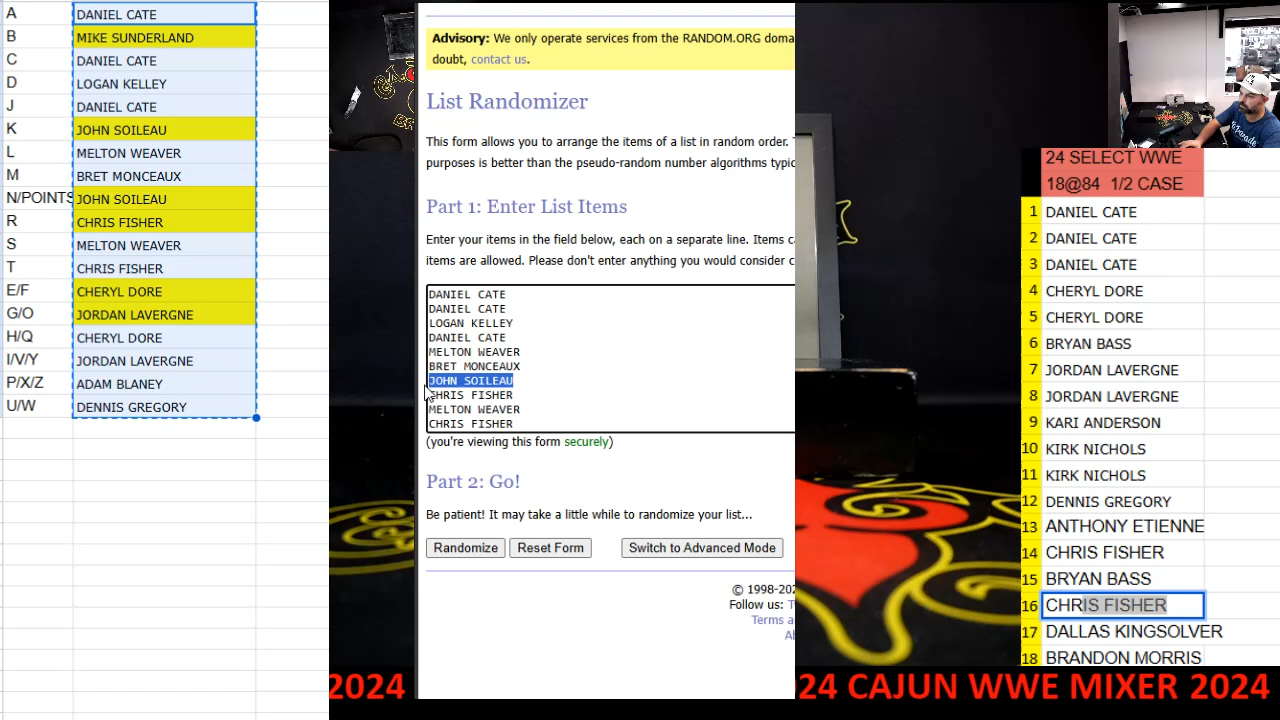 A DANIEL CATE
B MIKE SUNDERLAND
C DANIEL CATE
D LOGAN KELLEY
J DANIEL CATE
K JOHN SOILEAU
L MELTON WEAVER
M BRET MONCEAUX
N/POINTS JOHN SOILEAU
R CHRIS FISHER
S MELTON WEAVER
T CHRIS FISHER
E/F CHERYL DORE
G/O JORDAN LAVERGNE
H/Q CHERYL DORE
I/V/Y JORDAN LAVERGNE
P/X/Z ADAM BLANEY
U/W DENNIS GREGORY
Advisory: We only operate services from the RANDOM.ORG doma
doubt, contact us.
List Randomizer
This form allows you to arrange the items of a list in random order. T
purposes is better than the pseudo-random number algorithms typic
Part 1: Enter List Items
Enter your items in the field below, each on a separate line. Items ca
items are allowed. Please don't enter anything you would consider c
DANIEL CATE
DANIEL CATE
LOGAN KELLEY
DANIEL CATE
MELTON WEAVER
BRET MONCEAUX
JOHN SOILEAU
CHRIS FISHER
MELTON WEAVER
CHRIS FISHER
(you're viewing this form securely)
Part 2: Go!
Be patient! It may take a little while to randomize your list...
Randomize Reset Form Switch to Advanced Mode
© 1998-202
Follow us: T
Terms a
Ab
24 SELECT WWE
18@84 1/2 CASE
1 DANIEL CATE
2 DANIEL CATE
3 DANIEL CATE
4 CHERYL DORE
5 CHERYL DORE
6 BRYAN BASS
7 JORDAN LAVERGNE
8 JORDAN LAVERGNE
9 KARI ANDERSON
10 KIRK NICHOLS
11 KIRK NICHOLS
12 DENNIS GREGORY
13 ANTHONY ETIENNE
14 CHRIS FISHER
15 BRYAN BASS
16 CHRIS FISHER
17 DALLAS KINGSOLVER
18 BRANDON MORRIS
2024 24 CAJUN WWE MIXER 2024